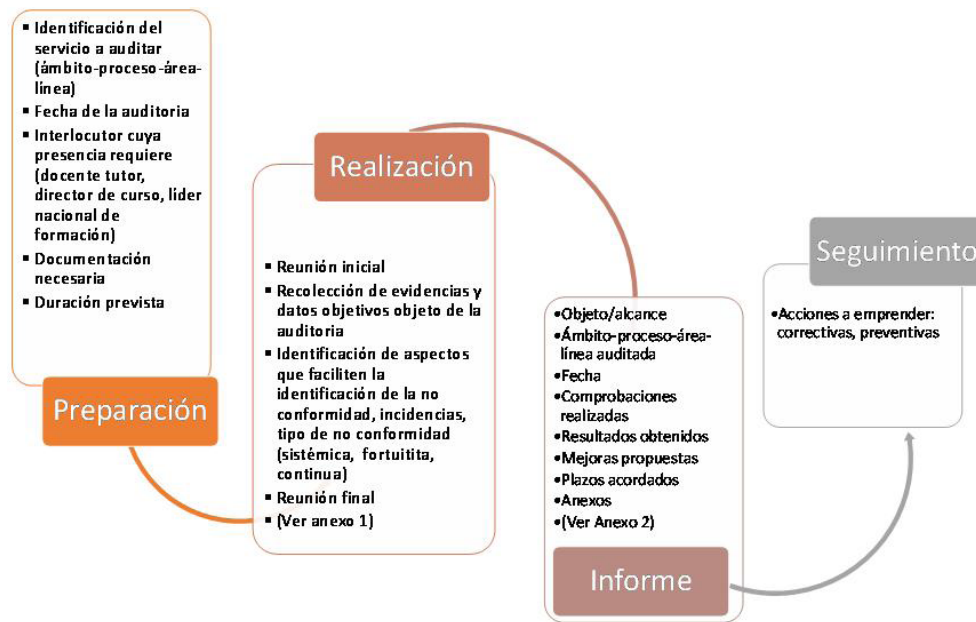 ▪ Identificación del
servicio a auditar
(ámbito-proceso-área-
línea)
▪ Fecha de la auditoria
▪ Interlocutor cuya
presencia requiere
(docente tutor,
director de curso, líder
nacional de
formación)
▪ Documentación
necesaria
▪ Duración prevista
Preparación
Realización
▪ Reunión inicial
▪ Recolección de evidencias y
datos objetivos objeto de la
auditoria
▪ Identificación de aspectos
que faciliten la
identificación de la no
conformidad, incidencias,
tipo de no conformidad
(sistémica, fortuitita,
continua)
▪ Reunión final
▪ (Ver anexo 1)
•Objeto/alcance
•Ámbito-proceso-área-
línea auditada
•Fecha
•Comprobaciones
realizadas
•Resultados obtenidos
•Mejoras propuestas
•Plazos acordados
•Anexos
•(Ver Anexo 2)
Informe
Seguimiento
•Acciones a emprender:
correctivas, preventivas